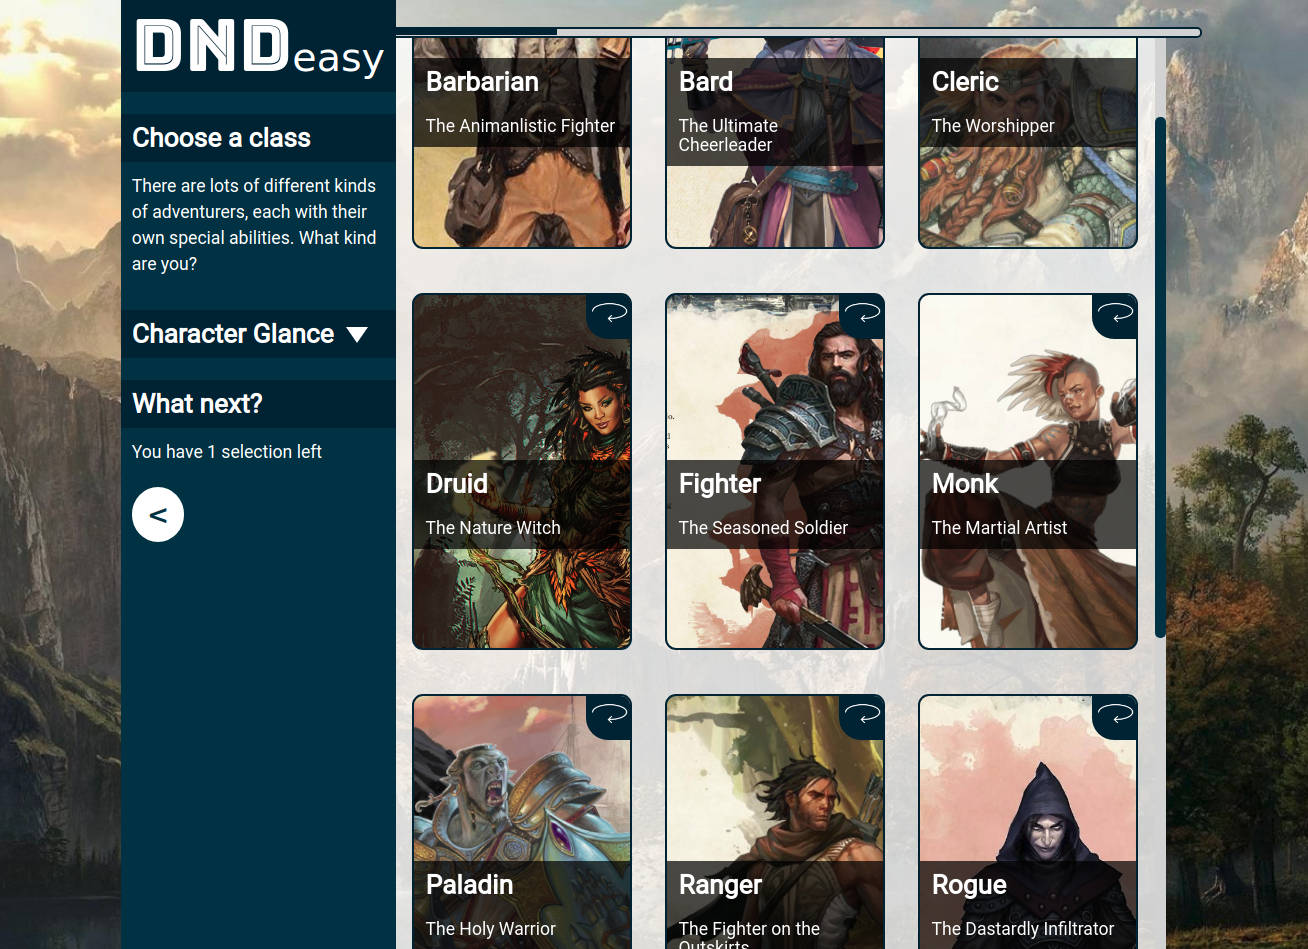 DND easy
Choose a class
There are lots of different kinds
of adventurers, each with their
own special abilities. What kind
are you?
Character Glance
What next?
You have 1 selection left
<
Barbarian
The Animanlistic Fighter
Bard
The Ultimate
Cheerleader
Cleric
The Worshipper
Druid
The Nature Witch
Fighter
The Seasoned Soldier
Monk
The Martial Artist
Paladin
The Holy Warrior
Ranger
The Fighter on the
Outskirts
Rogue
The Dastardly Infiltrator